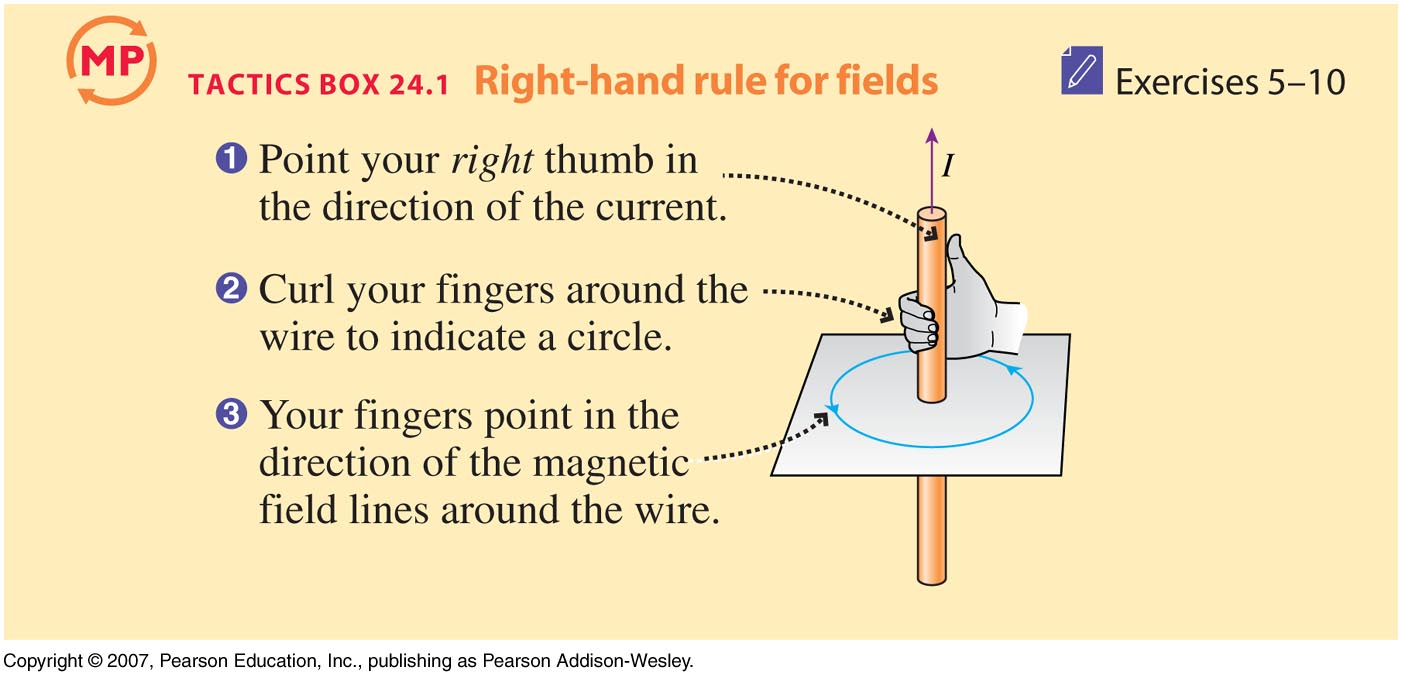 MP
TACTICS BOX 24.1 Right-hand rule for fields
Exercises 5–10
1 Point your right thumb in
the direction of the current.
I
2 Curl your fingers around the
wire to indicate a circle.
3 Your fingers point in the
direction of the magnetic
field lines around the wire.
Copyright © 2007, Pearson Education, Inc., publishing as Pearson Addison-Wesley.